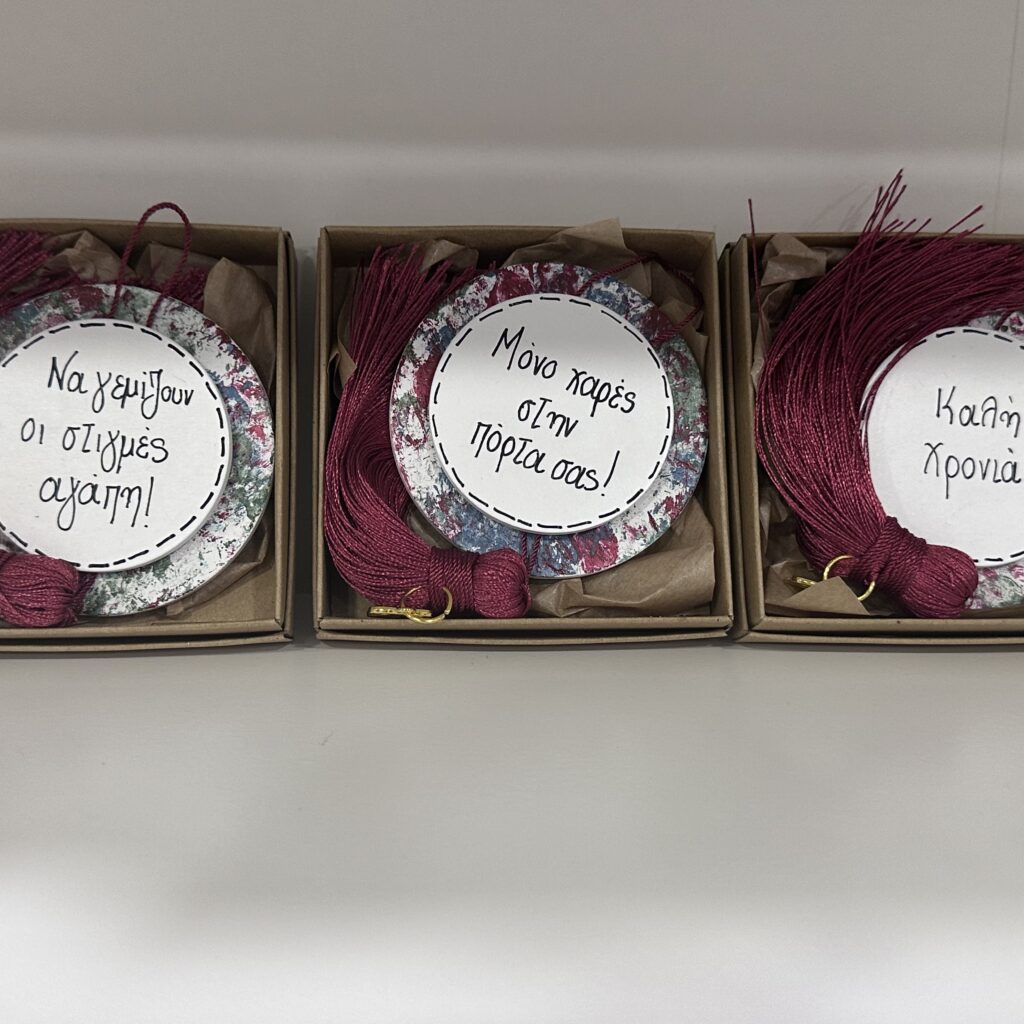 Να γεμίζουν
οι στιγμές
αγάπη!
Μόνο χαρές
στην
πόρτα σας!
Καλή
Χρονιά